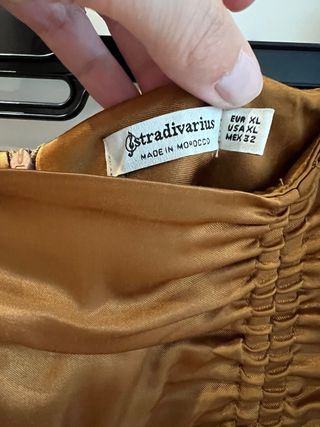 stradivarius
MADE IN MOROCCO
EUR XL
USA XL
MEX 32